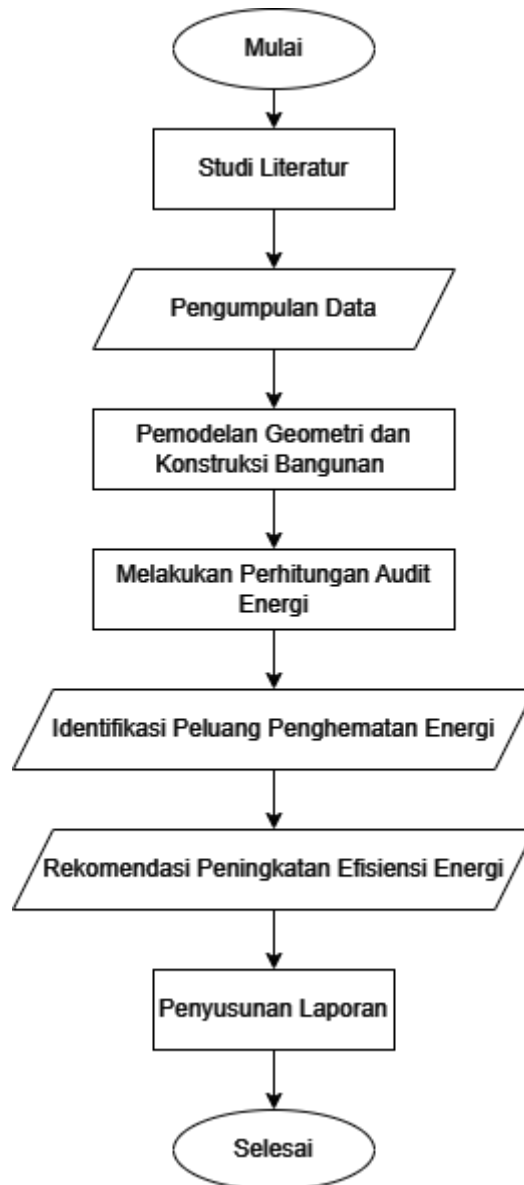 Mulai
Studi Literatur
Pengumpulan Data
Pemodelan Geometri dan
Konstruksi Bangunan
Melakukan Perhitungan Audit
Energi
Identifikasi Peluang Penghematan Energi
Rekomendasi Peningkatan Efisiensi Energi
Penyusunan Laporan
Selesai